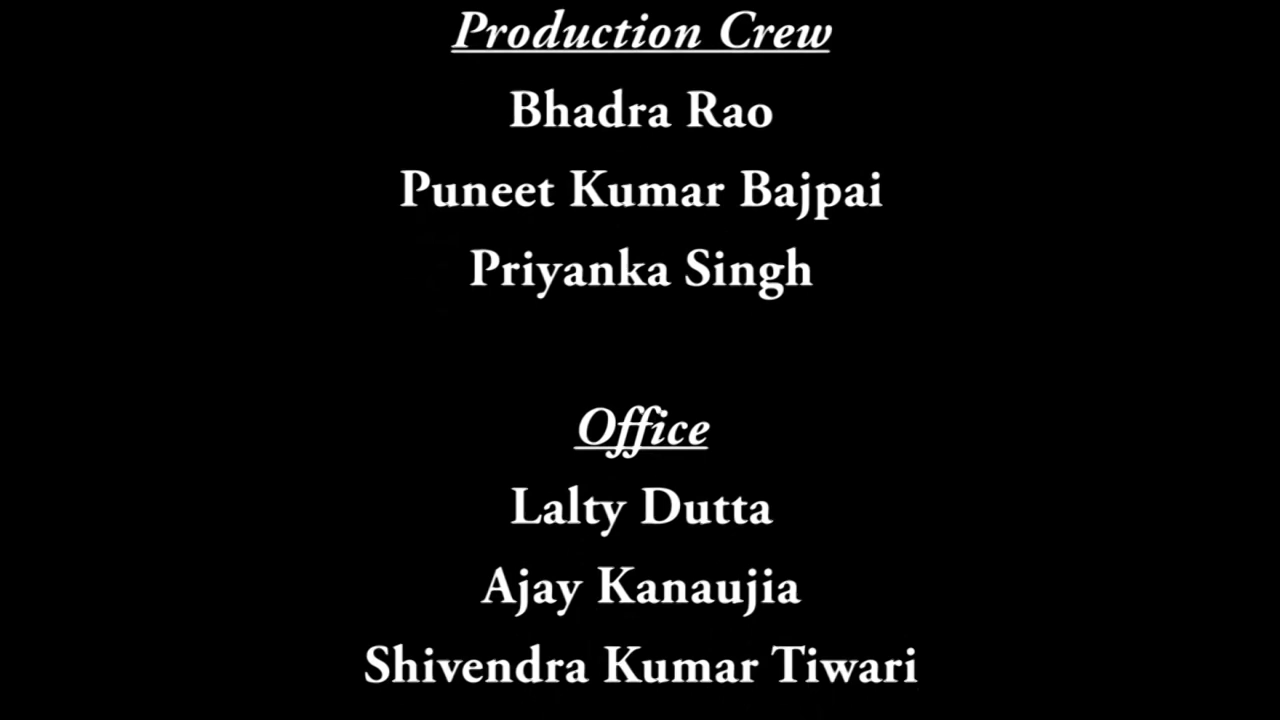 Production Crew
Bhadra Rao
Puneet Kumar Bajpai
Priyanka Singh
Office
Lalty Dutta
Ajay Kanaujia
Shivendra Kumar Tiwari